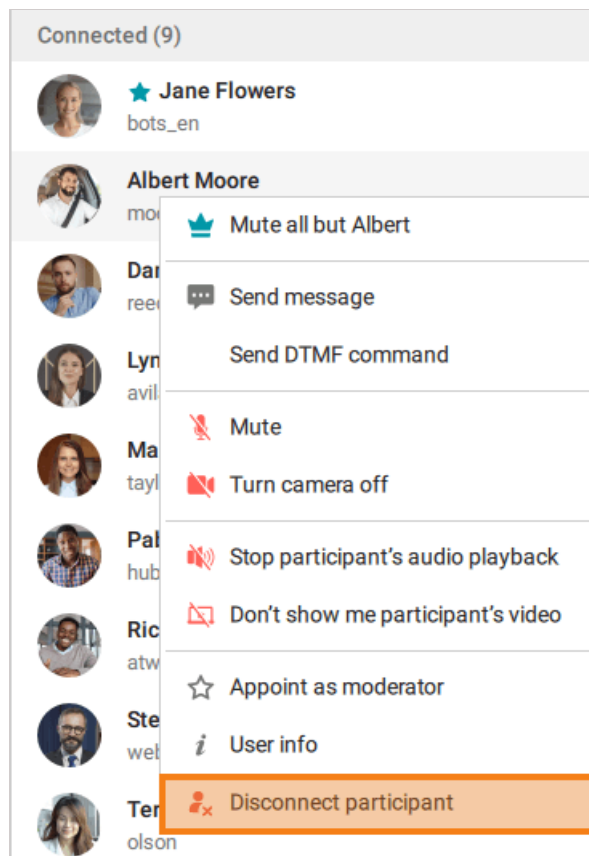 Connected (9)
Jane Flowers
bots_en
Albert Moore
Mute all but Albert
Send message
Send DTMF command
Mute
Turn camera off
Stop participant's audio playback
Don't show me participant's video
Appoint as moderator
User info
Disconnect participant
olson